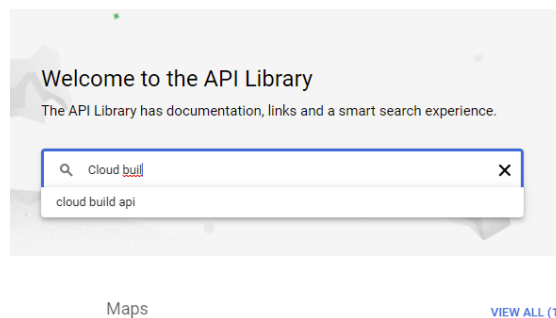 Welcome to the API Library
The API Library has documentation, links and a smart search experience.
Cloud buil
cloud build api
Maps
VIEW ALL (1